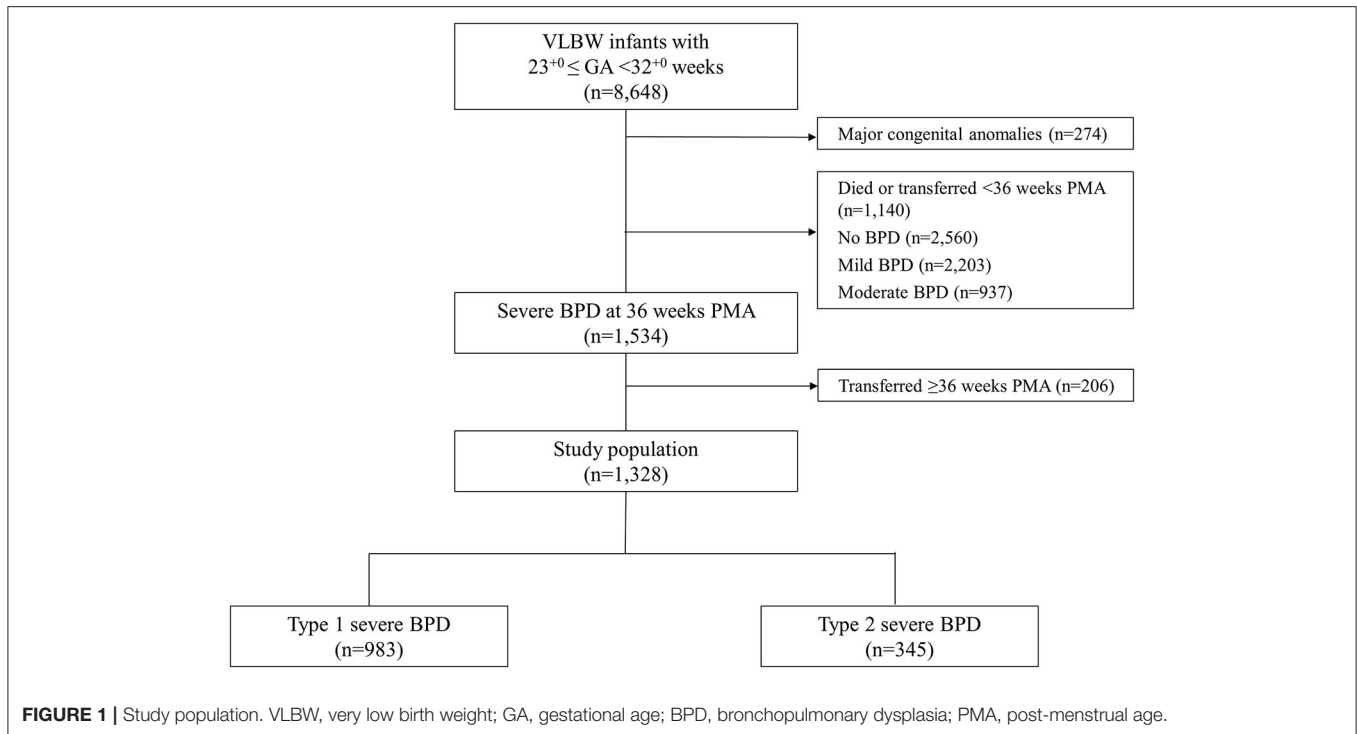 VLBW infants with
23⁺⁰ ≤ GA <32⁺⁰ weeks
(n=8,648)
Major congenital anomalies (n=274)
Died or transferred <36 weeks PMA
(n=1,140)
No BPD (n=2,560)
Mild BPD (n=2,203)
Moderate BPD (n=937)
Severe BPD at 36 weeks PMA
(n=1,534)
Transferred ≥36 weeks PMA (n=206)
Study population
(n=1,328)
Type 1 severe BPD
(n=983)
Type 2 severe BPD
(n=345)
FIGURE 1 | Study population. VLBW, very low birth weight; GA, gestational age; BPD, bronchopulmonary dysplasia; PMA, post-menstrual age.